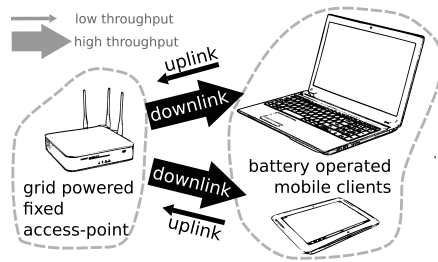 low throughput
high throughput
uplink
downlink
grid powered
fixed
access-point
downlink
uplink
battery operated
mobile clients